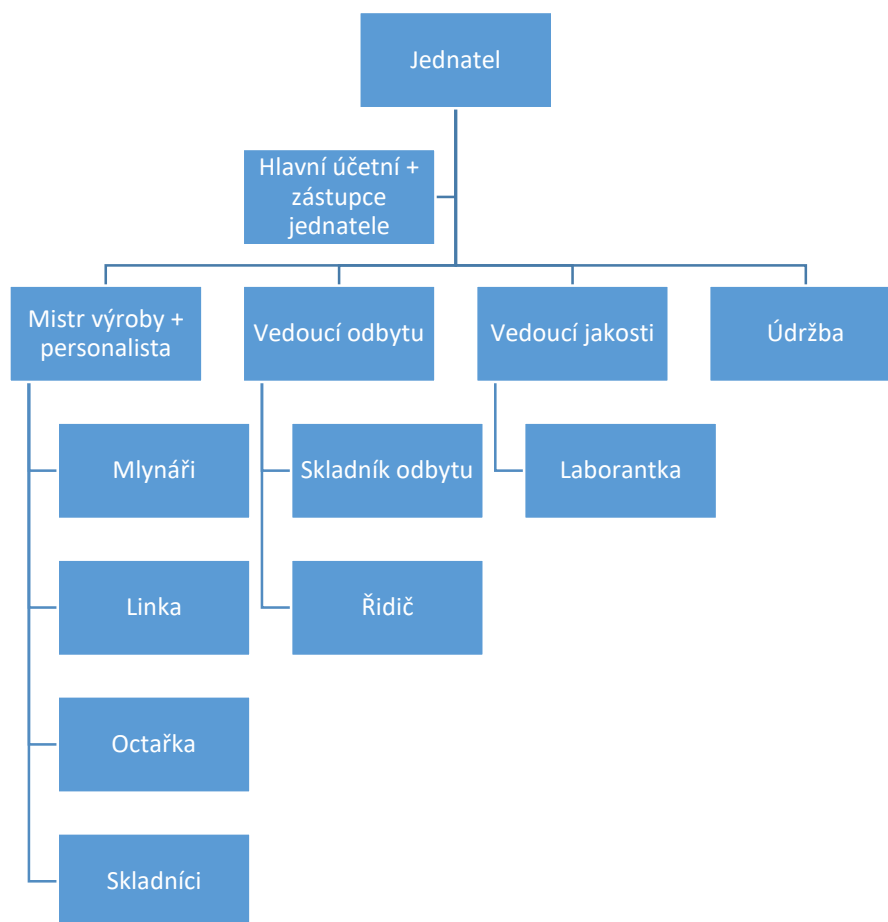 Jednatel
Hlavní účetní +
zástupce
jednatele
Mistr výroby +
personalista
Vedoucí odbytu
Vedoucí jakosti
Údržba
Mlynáři
Skladník odbytu
Laborantka
Linka
Řidič
Octařka
Skladníci